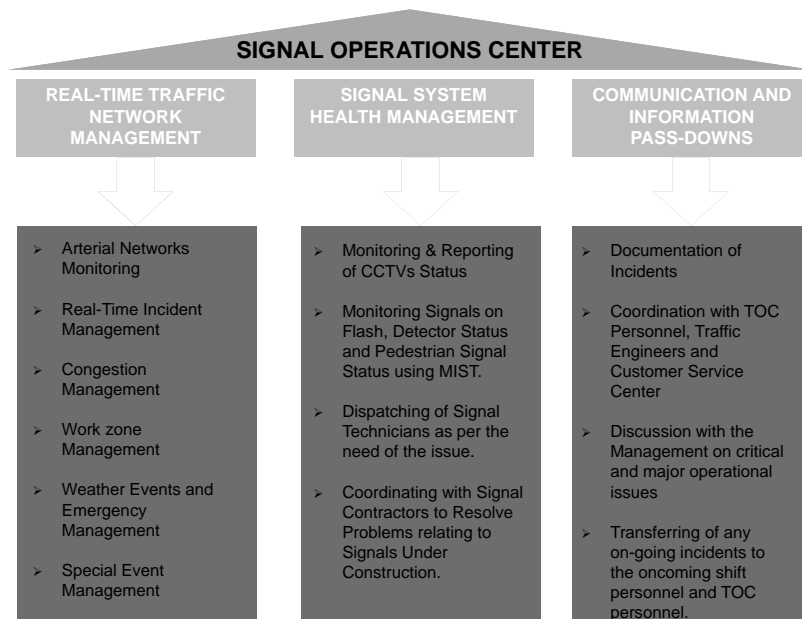 SIGNAL OPERATIONS CENTER
REAL-TIME TRAFFIC
NETWORK
MANAGEMENT
SIGNAL SYSTEM
HEALTH MANAGEMENT
COMMUNICATION AND
INFORMATION
PASS-DOWNS
➢ Arterial Networks
Monitoring
➢ Real-Time Incident
Management
➢ Congestion
Management
➢ Work zone
Management
➢ Weather Events and
Emergency
Management
➢ Special Event
Management
➢ Monitoring & Reporting
of CCTVs Status
➢ Monitoring Signals on
Flash, Detector Status
and Pedestrian Signal
Status using MIST.
➢ Dispatching of Signal
Technicians as per the
need of the issue.
➢ Coordinating with Signal
Contractors to Resolve
Problems relating to
Signals Under
Construction.
➢ Documentation of
Incidents
➢ Coordination with TOC
Personnel, Traffic
Engineers and
Customer Service
Center
➢ Discussion with the
Management on critical
and major operational
issues
➢ Transferring of any
on-going incidents to
the oncoming shift
personnel and TOC
personnel.